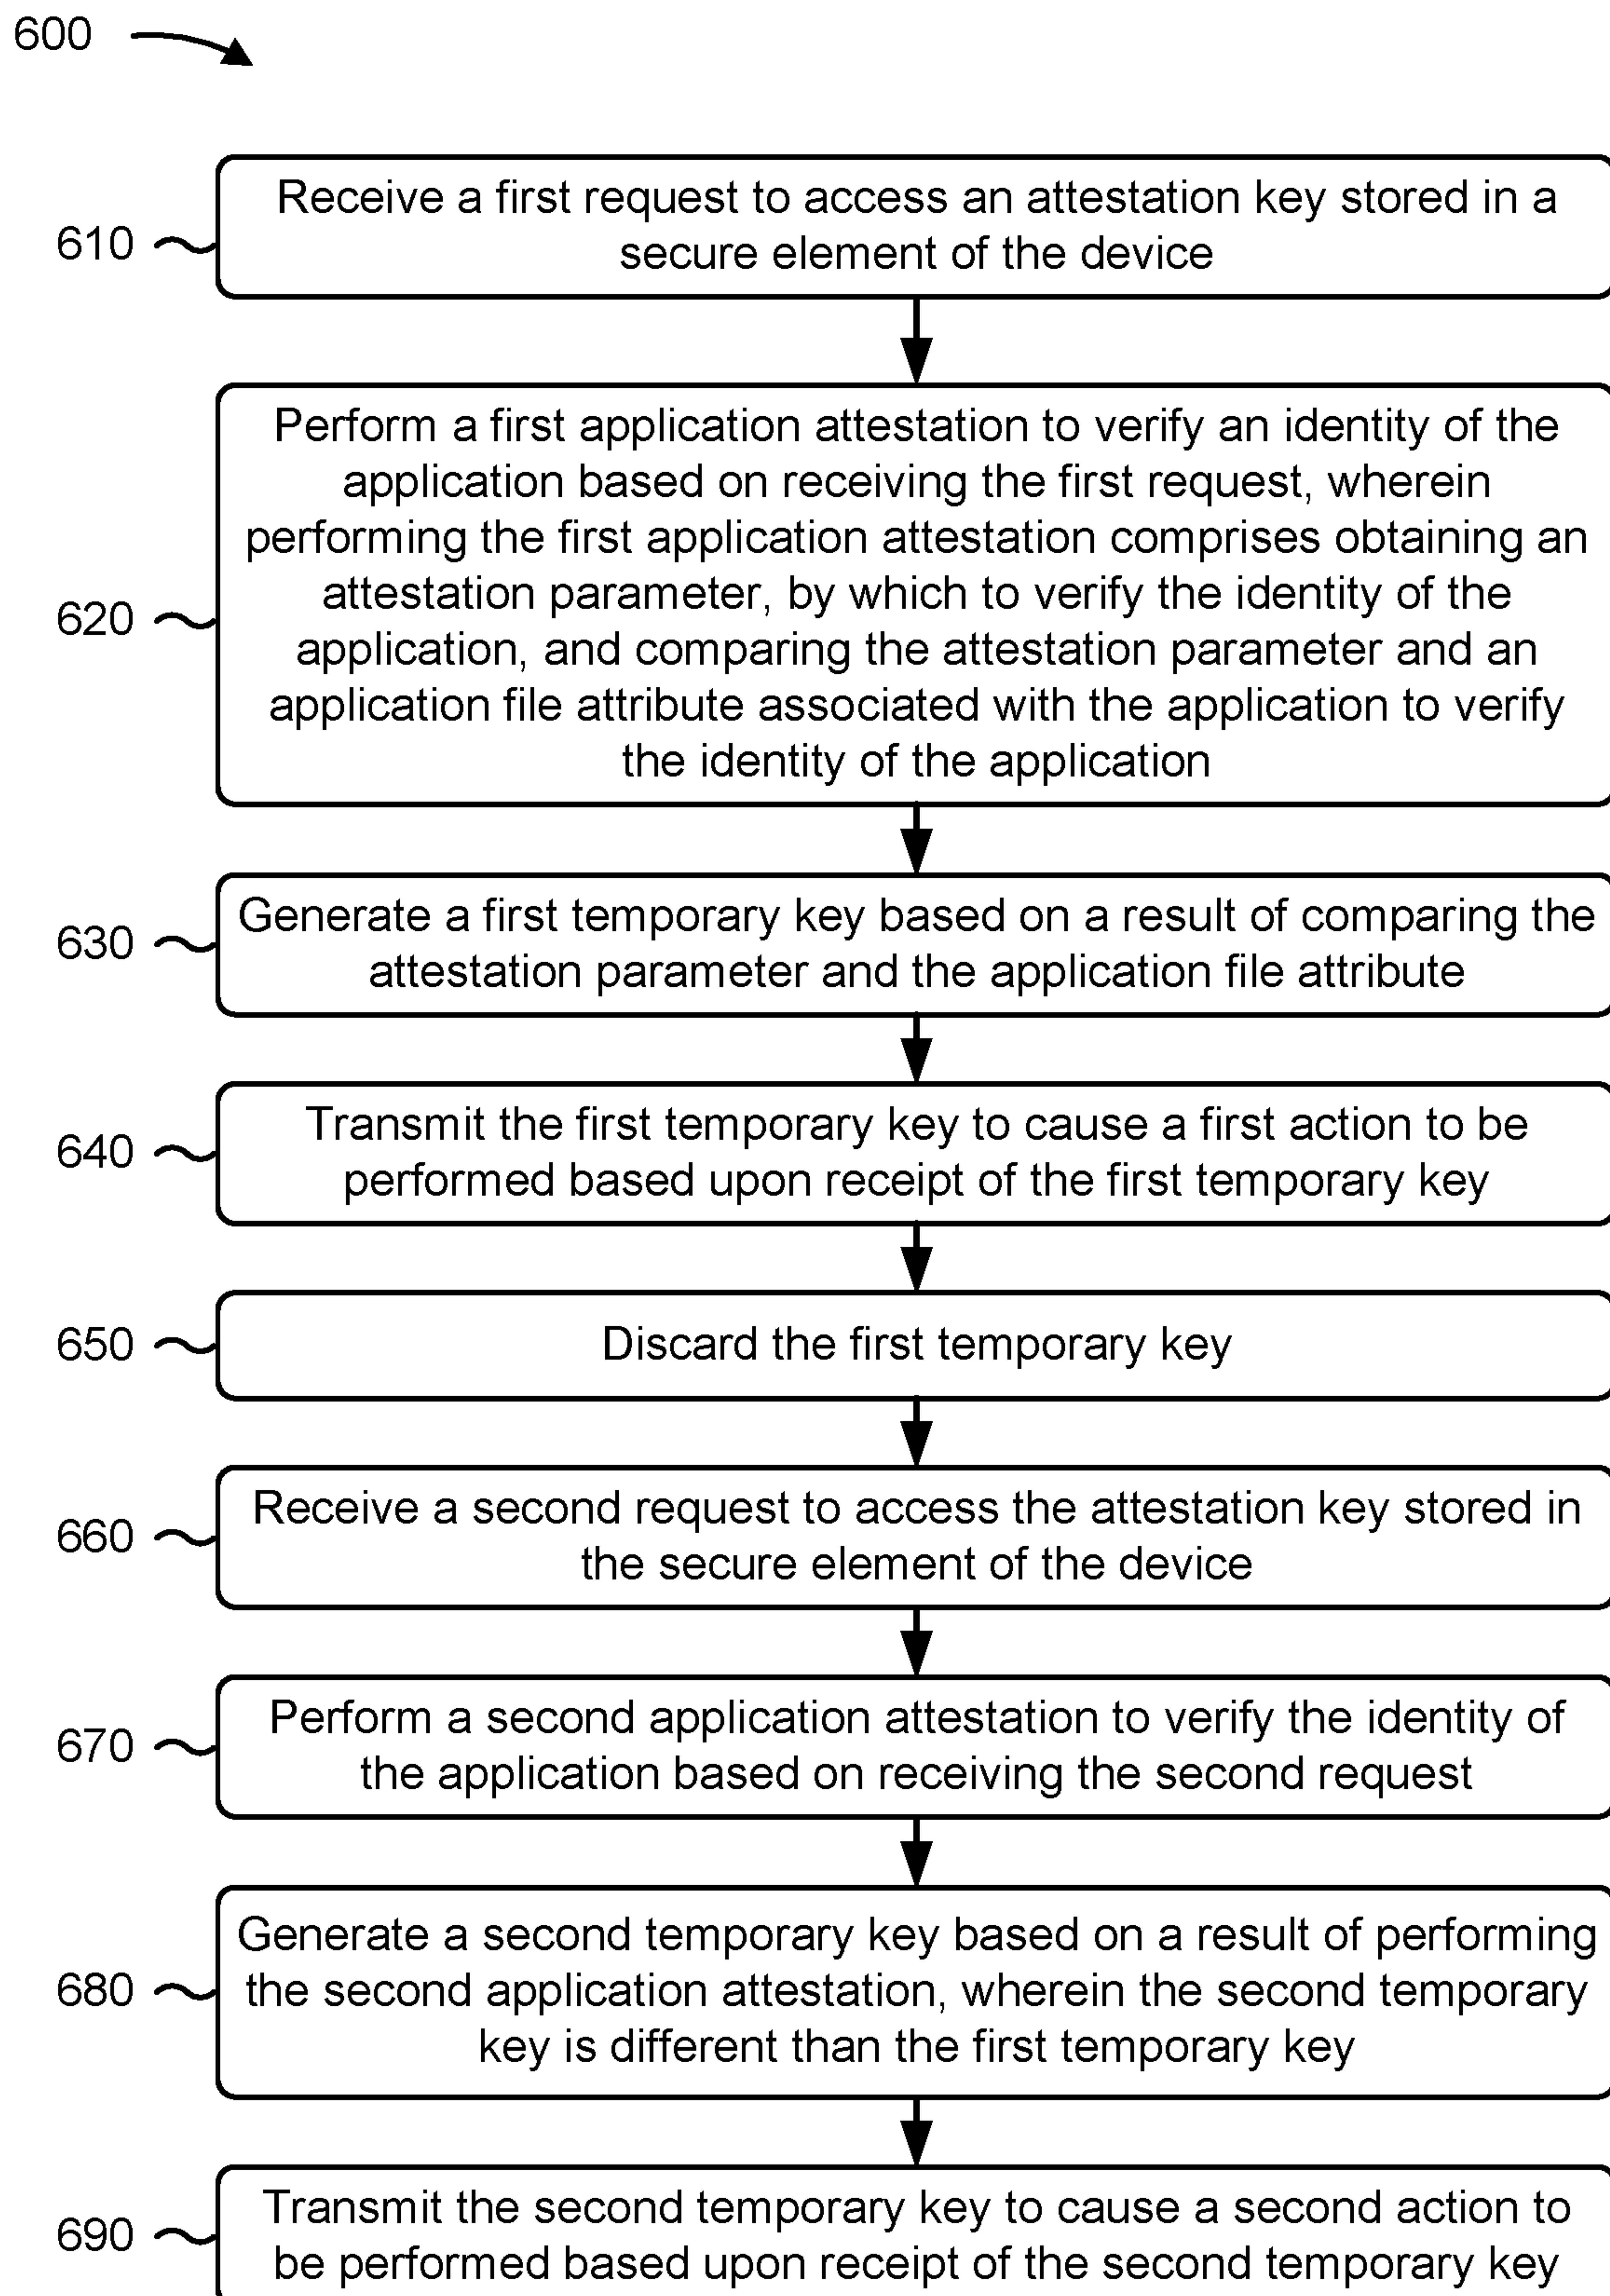 600
610
Receive a first request to access an attestation key stored in a
secure element of the device
620
Perform a first application attestation to verify an identity of the
application based on receiving the first request, wherein
performing the first application attestation comprises obtaining an
attestation parameter, by which to verify the identity of the
application, and comparing the attestation parameter and an
application file attribute associated with the application to verify
the identity of the application
630
Generate a first temporary key based on a result of comparing the
attestation parameter and the application file attribute
640
Transmit the first temporary key to cause a first action to be
performed based upon receipt of the first temporary key
650
Discard the first temporary key
660
Receive a second request to access the attestation key stored in
the secure element of the device
670
Perform a second application attestation to verify the identity of
the application based on receiving the second request
680
Generate a second temporary key based on a result of performing
the second application attestation, wherein the second temporary
key is different than the first temporary key
690
Transmit the second temporary key to cause a second action to
be performed based upon receipt of the second temporary key